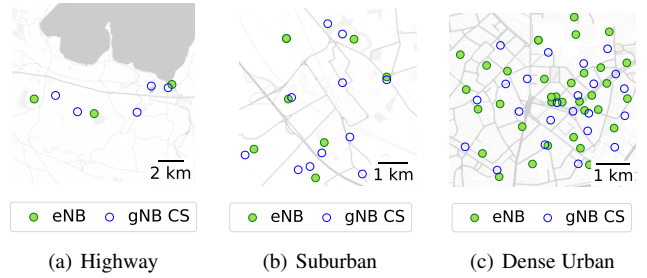 2 km
1 km
1 km
eNB gNB CS
eNB gNB CS
eNB gNB CS
(a) Highway
(b) Suburban
(c) Dense Urban